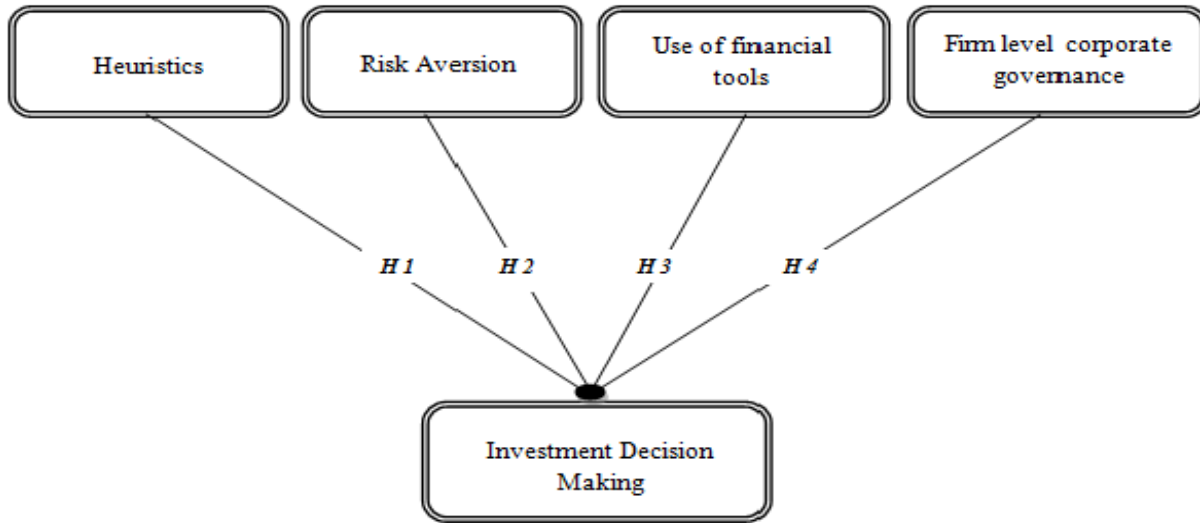 Heuristics
Risk Aversion
Use of financial
tools
Firm level corporate
governance
H 1
H 2
H 3
H 4
Investment Decision
Making